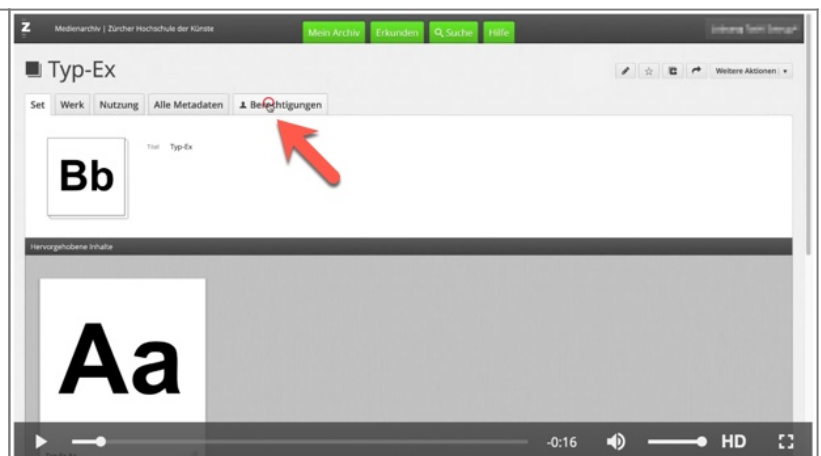 Z Medienarchiv | Zürcher Hochschule der Künste Mein Archiv Erkunden Suche Hilfe
Typ-Ex Weitere Aktionen
Set Werk Nutzung Alle Metadaten Berechtigungen
Titel Typ-Ex
Bb
Hervorgehobene Inhalte
Aa
-0:16 HD